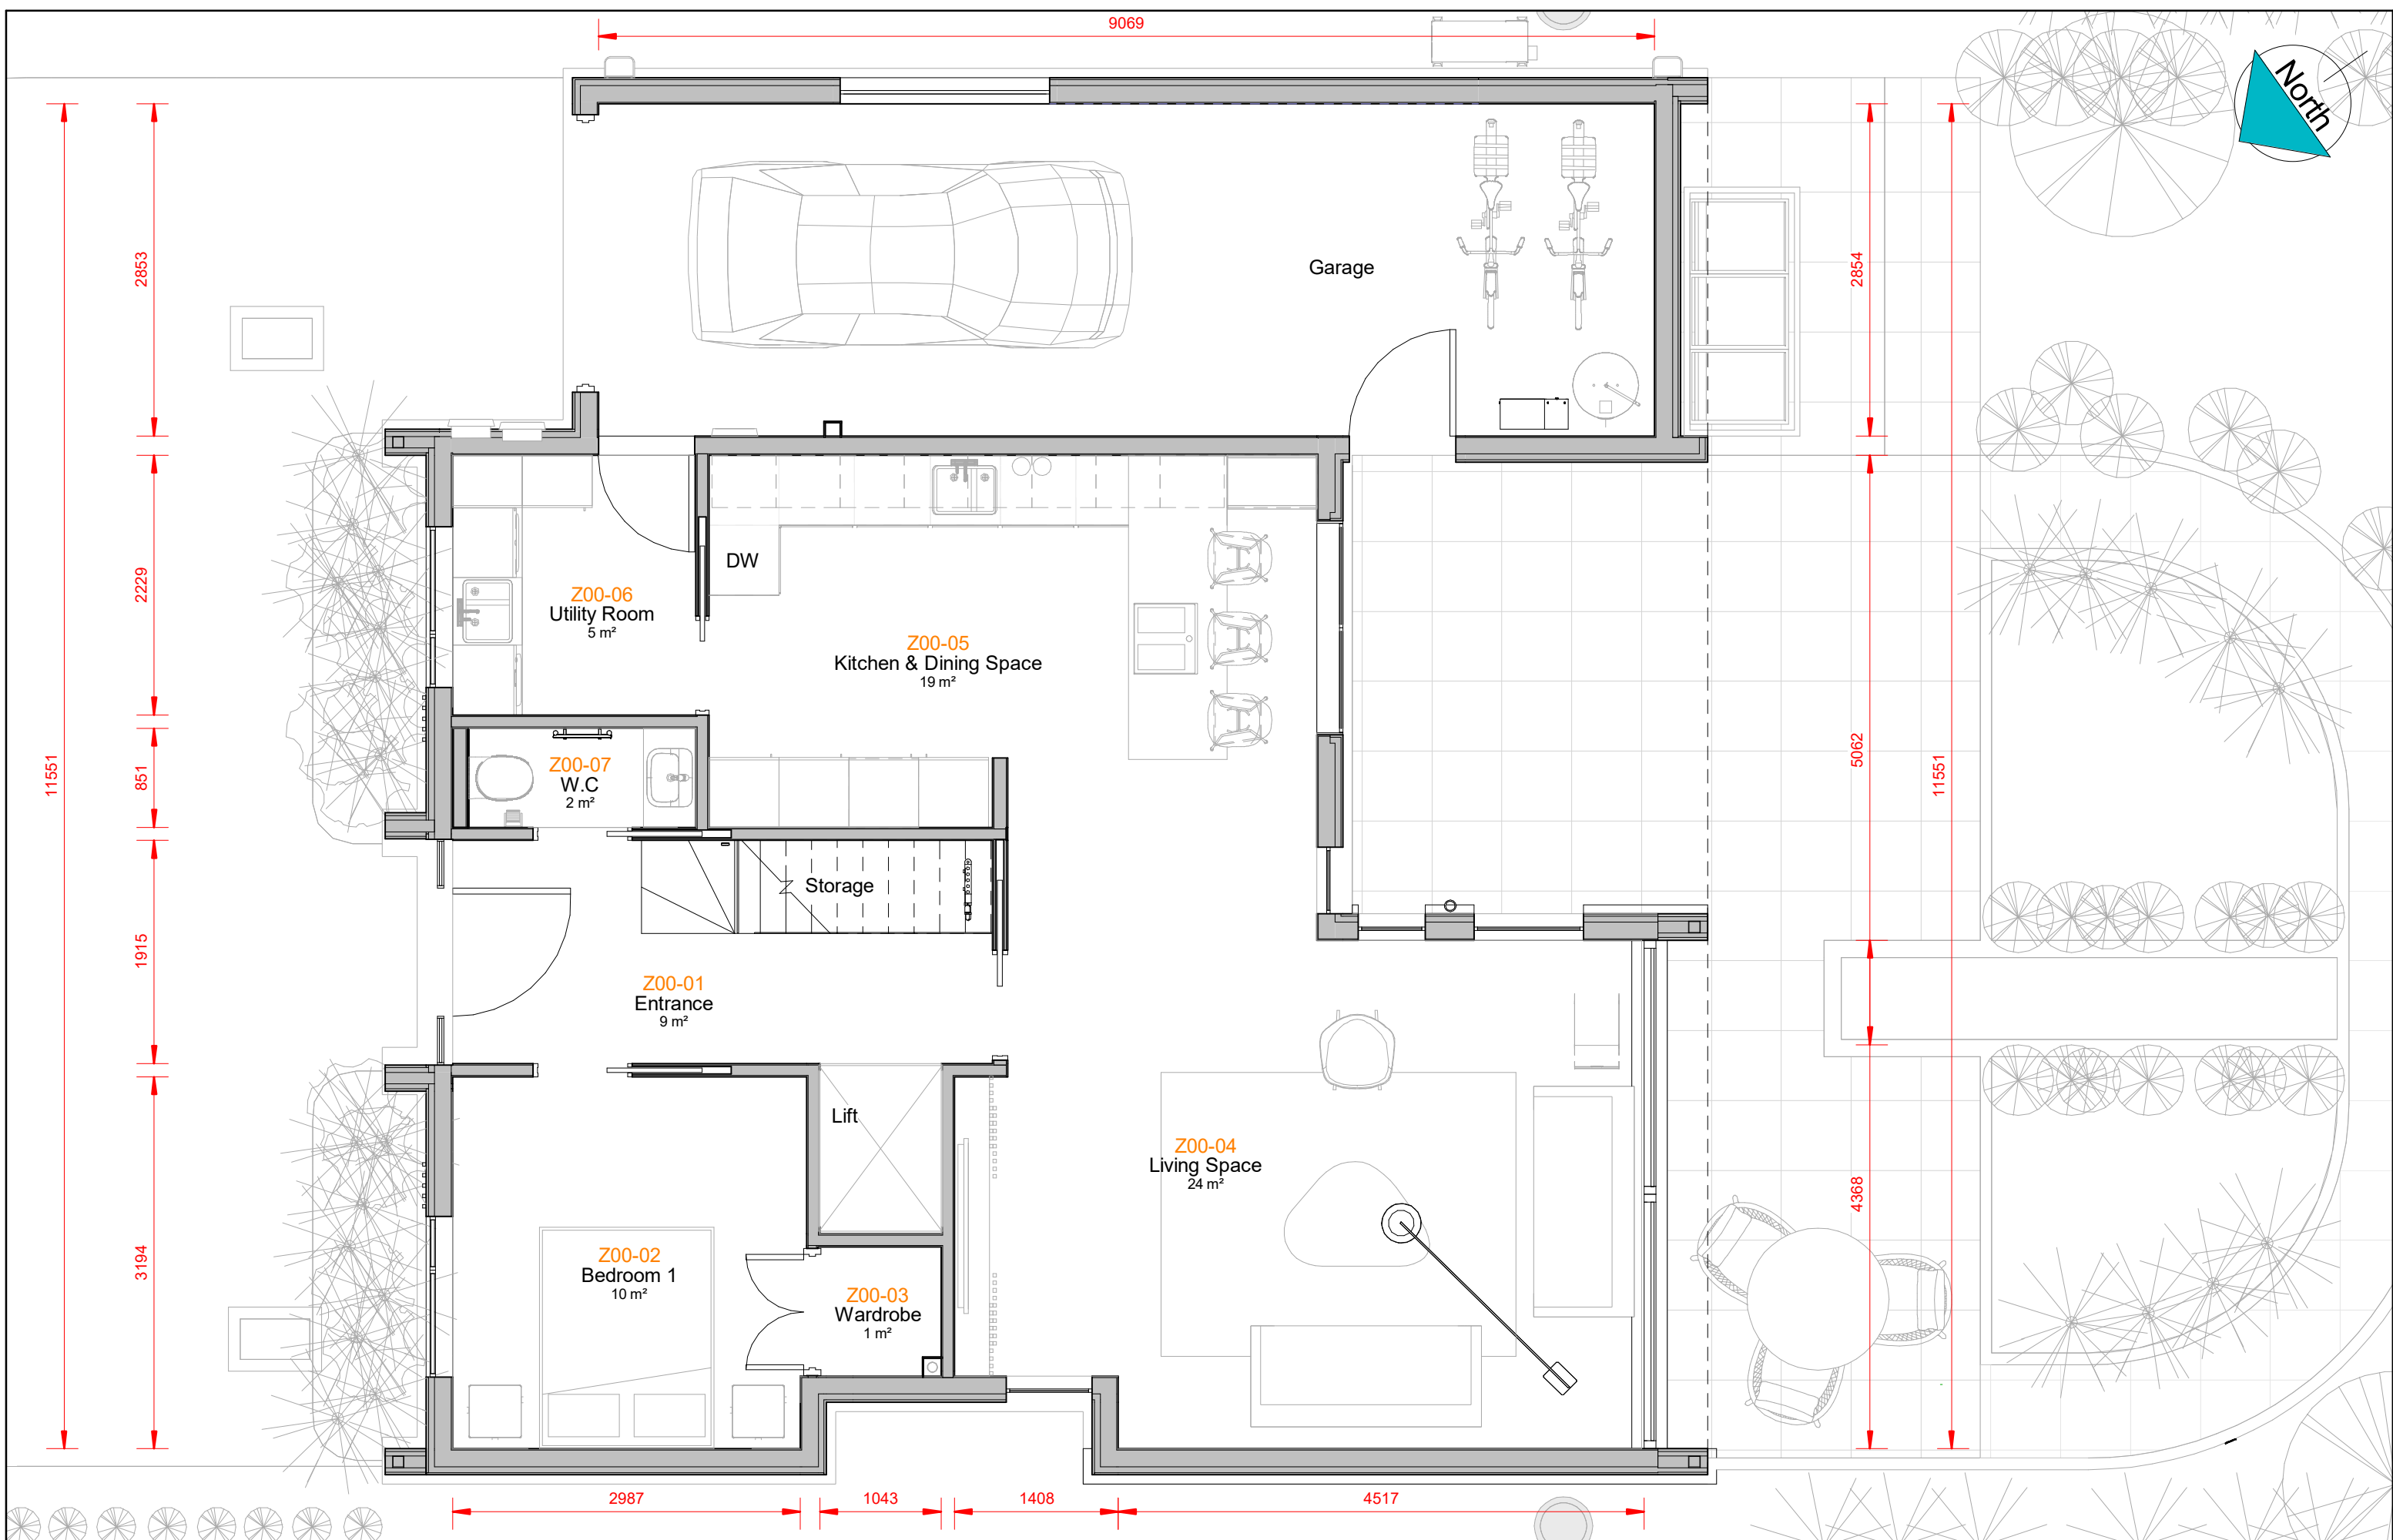 9069
North
2853
2854
Garage
DW
2229
Z00-06
Utility Room
5 m²
Z00-05
Kitchen & Dining Space
19 m²
11551
851
Z00-07
W.C
2 m²
5062
11551
Storage
1915
Z00-01
Entrance
9 m²
Lift
Z00-04
Living Space
24 m²
4368
3194
Z00-02
Bedroom 1
10 m²
Z00-03
Wardrobe
1 m²
2987
1043
1408
4517